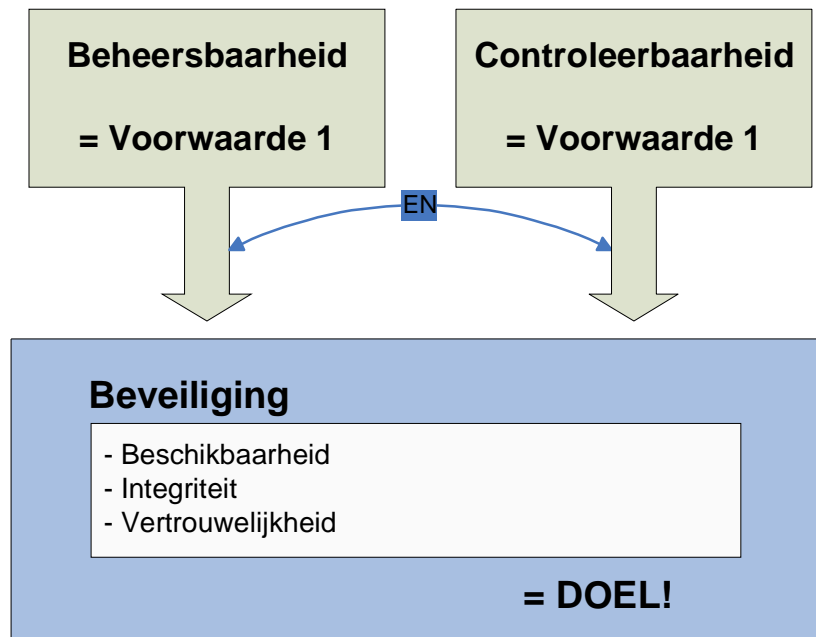 Beheersbaarheid
= Voorwaarde 1
Controleerbaarheid
= Voorwaarde 1
EN
Beveiliging
- Beschikbaarheid
- Integriteit
- Vertrouwelijkheid
= DOEL!